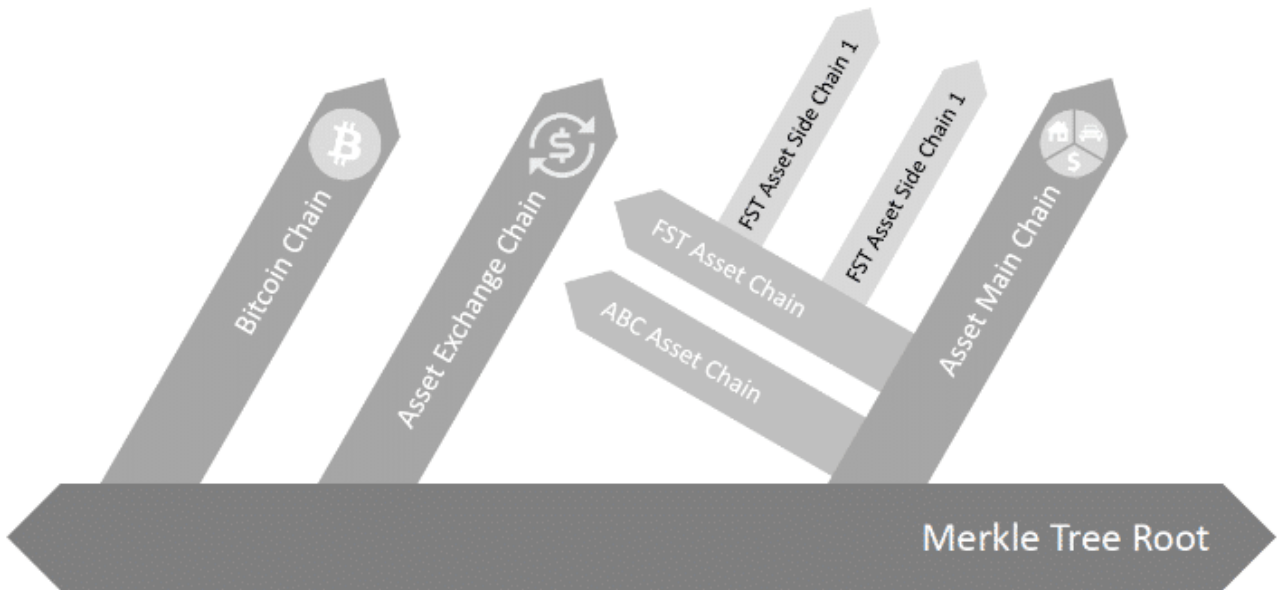 Bitcoin Chain
Asset Exchange Chain
FST Asset Side Chain 1
FST Asset Side Chain 1
FST Asset Chain
ABC Asset Chain
Asset Main Chain
Merkle Tree Root